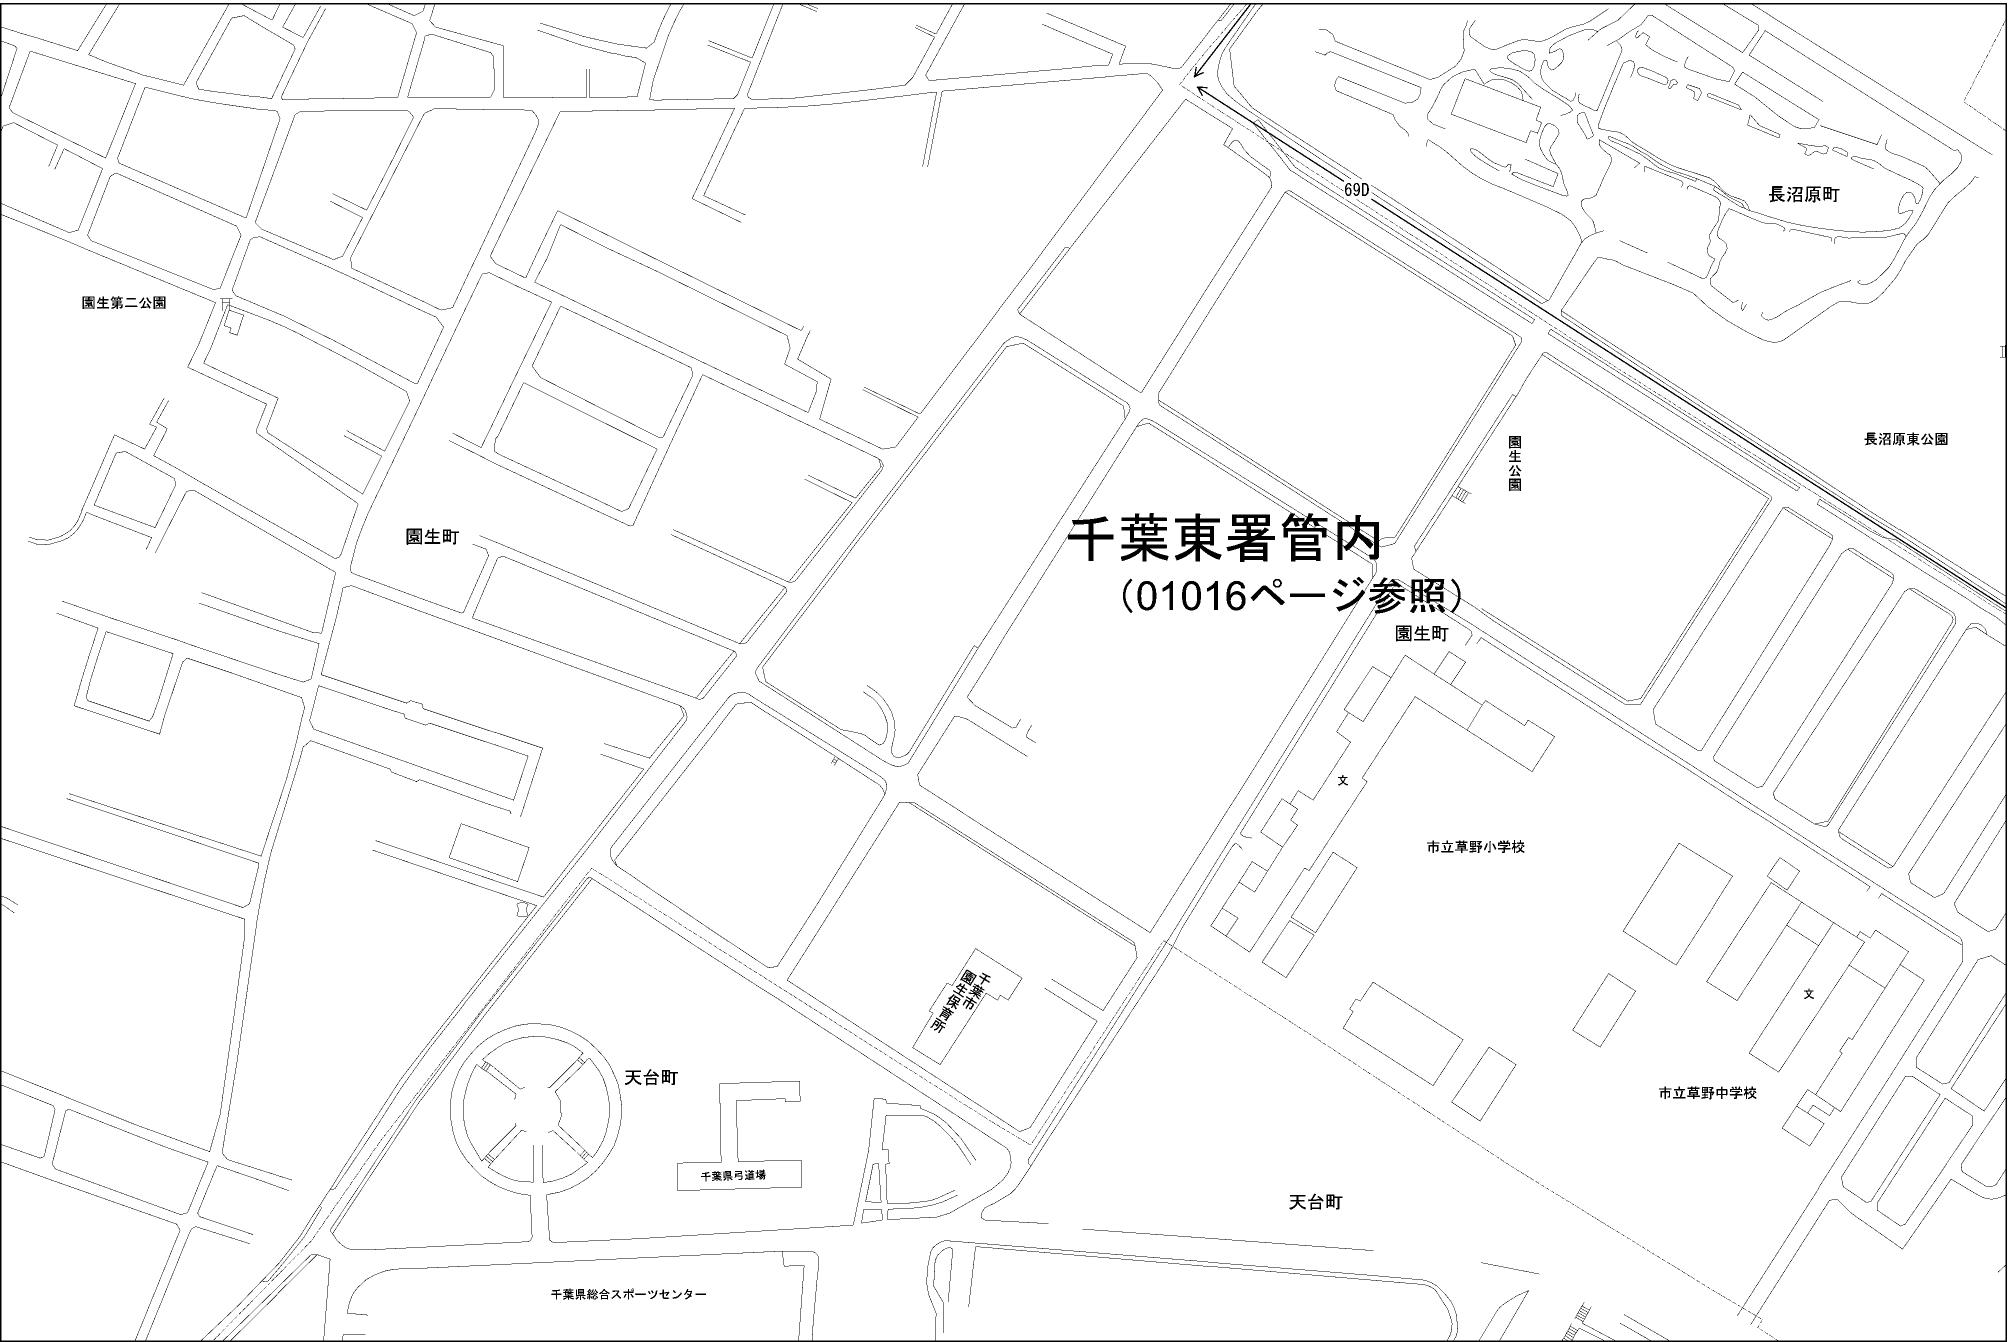 69D
長沼原町
園生第二公園
長沼原東公園
園生公園
園生町
千葉東署管内
（01016ページ参照）
園生町
文
市立草野小学校
千葉市
園生保育所
文
天台町
市立草野中学校
千葉県弓道場
天台町
千葉県総合スポーツセンター